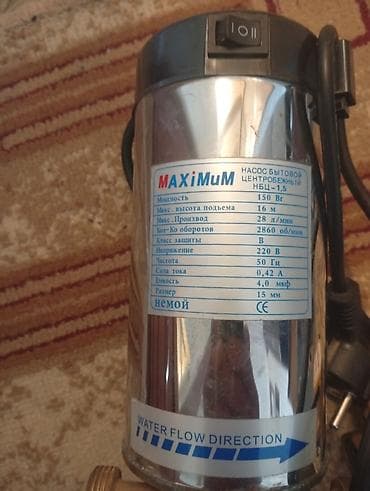 IOII
MAXiMuM
НАСОС БЫТОВОЙ
ЦЕНТРОБЕЖНЫЙ
НБЦ-1,5
Мощность 150 Вт
Макс. высота подъема 16 м
Макс. Производ 28 л/мин
Кол-Ко оборотов 2860 об/мин
Класс защиты B
Напряжение 220 В
Частота 50 Гц
Сила тока 0,42 А
Емкость 4,0 мкф
Размер 15 мм
немой CE
WATER FLOW DIRECTION